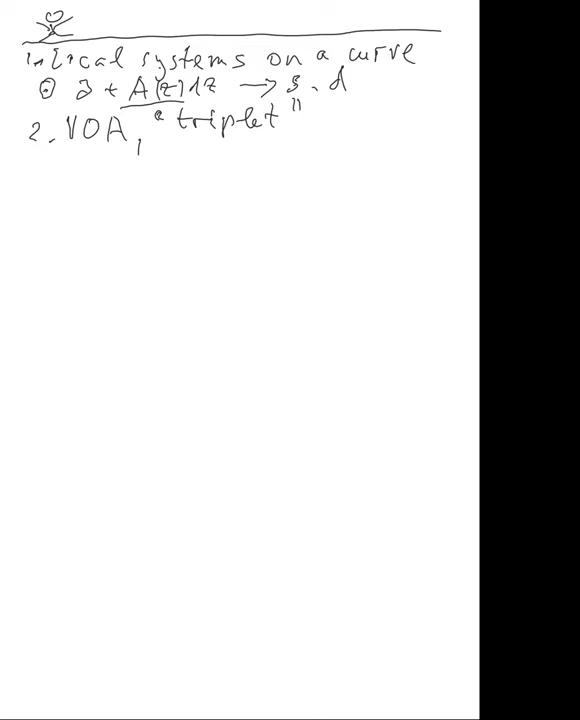 1. local systems on a curve
∂ + A(z)dz → s. d
2. VOA, "triplet"